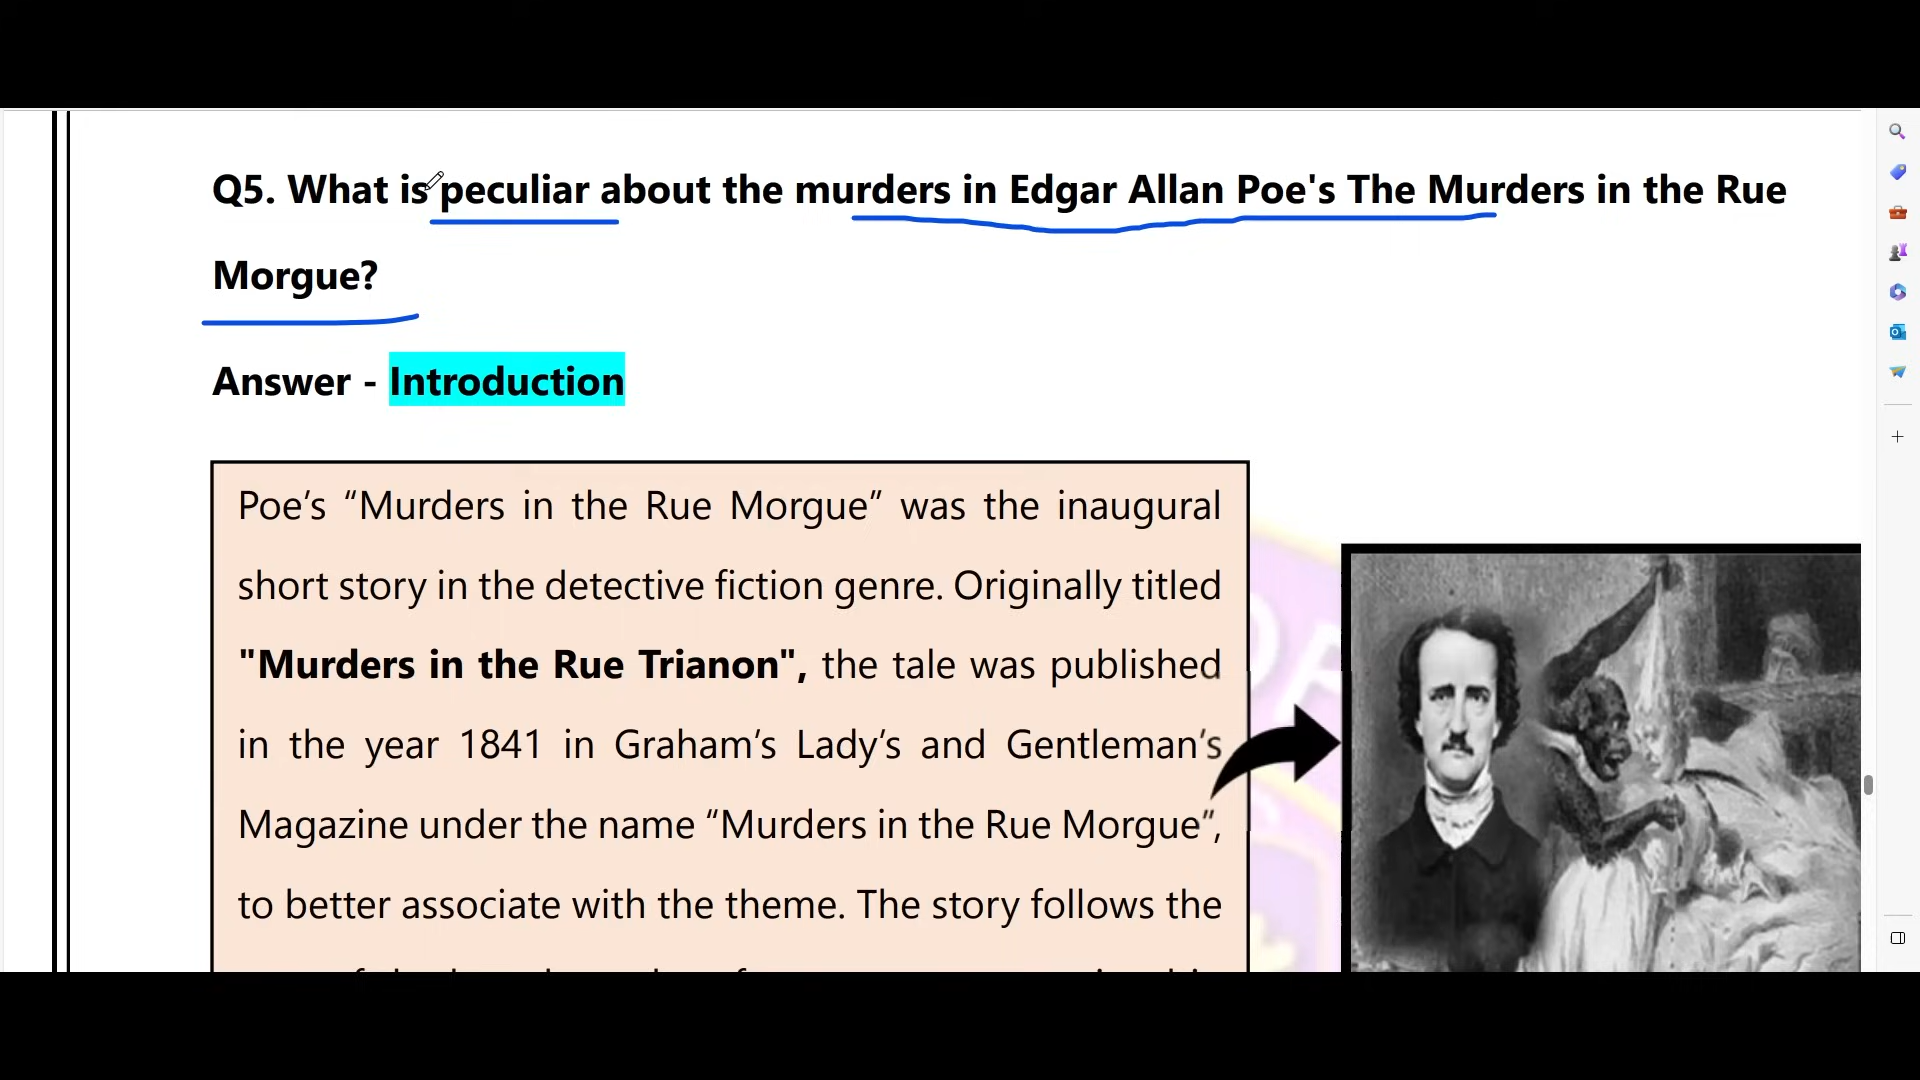 Q5. What is peculiar about the murders in Edgar Allan Poe's The Murders in the Rue
Morgue?
Answer - Introduction
Poe’s “Murders in the Rue Morgue” was the inaugural
short story in the detective fiction genre. Originally titled
"Murders in the Rue Trianon", the tale was published
in the year 1841 in Graham’s Lady’s and Gentleman’s
Magazine under the name “Murders in the Rue Morgue”,
to better associate with the theme. The story follows the